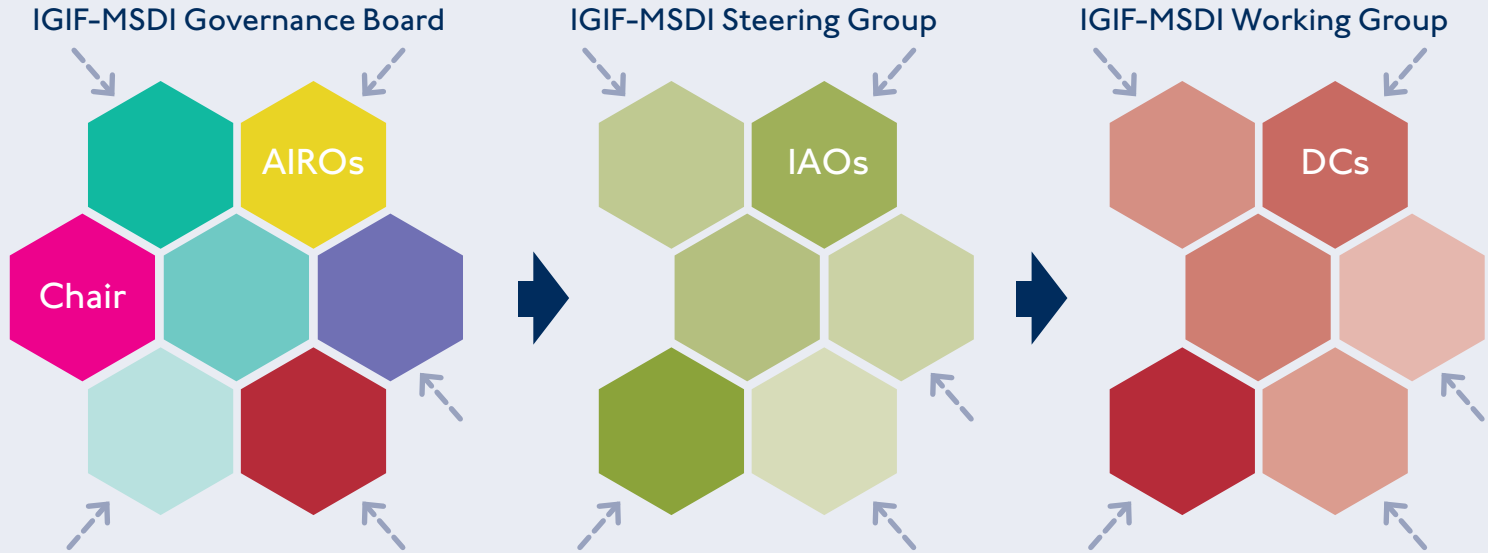 IGIF-MSDI Governance Board
IGIF-MSDI Steering Group
IGIF-MSDI Working Group
AIROs
IAOs
DCs
Chair